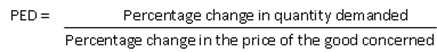 PED = Percentage change in quantity demanded
Percentage change in the price of the good concerned